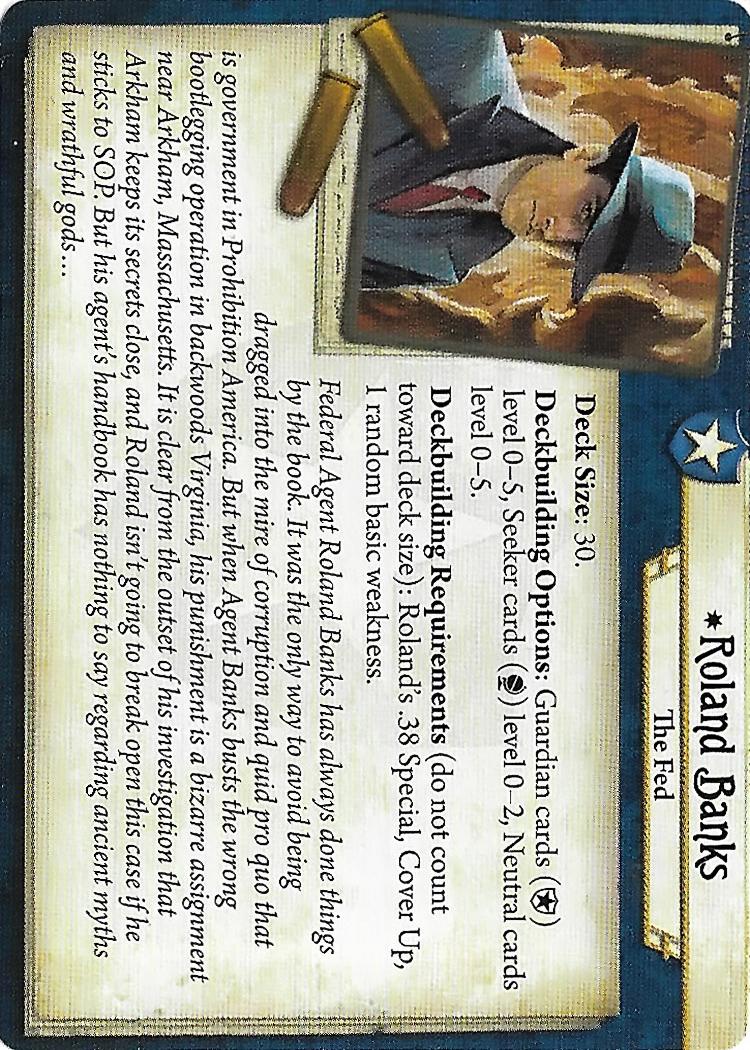 Roland Banks
The Fed
Deck Size: 30.
Deckbuilding Options: Guardian cards ()
level 0–5, Seeker cards () level 0–2, Neutral cards
level 0–5.
Deckbuilding Requirements (do not count
toward deck size): Roland's .38 Special, Cover Up,
1 random basic weakness.
Federal Agent Roland Banks has always done things
by the book. It was the only way to avoid being
dragged into the mire of corruption and quid pro quo that
is government in Prohibition America. But when Agent Banks busts the wrong
bootlegging operation in backwoods Virginia, his punishment is a bizarre assignment
near Arkham, Massachusetts. It is clear from the outset of his investigation that
Arkham keeps its secrets close, and Roland isn't going to break open this case if he
sticks to SOP. But his agent's handbook has nothing to say regarding ancient myths
and wrathful gods...